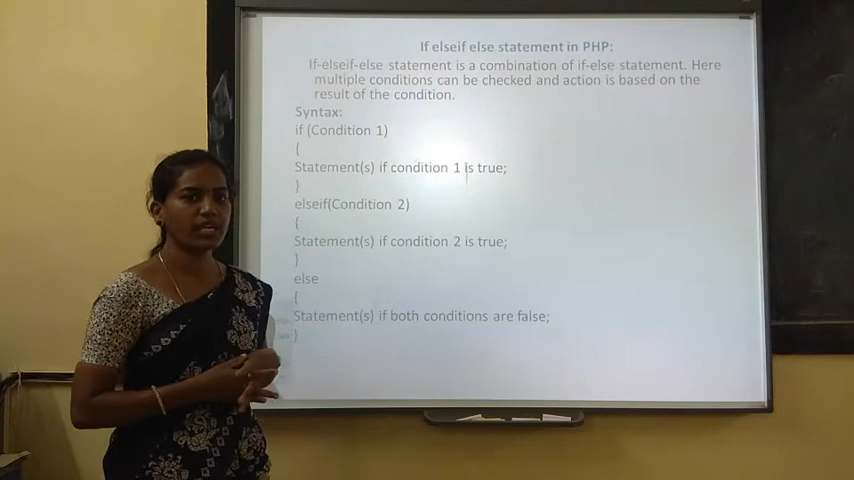 If elseif else statement in PHP:
If-elseif-else statement is a combination of if-else statement. Here
multiple conditions can be checked and action is based on the
result of the condition.
Syntax:
if (Condition 1)
{
Statement(s) if condition 1 is true;
}
elseif(Condition 2)
{
Statement(s) if condition 2 is true;
}
else
{
Statement(s) if both conditions are false;
}